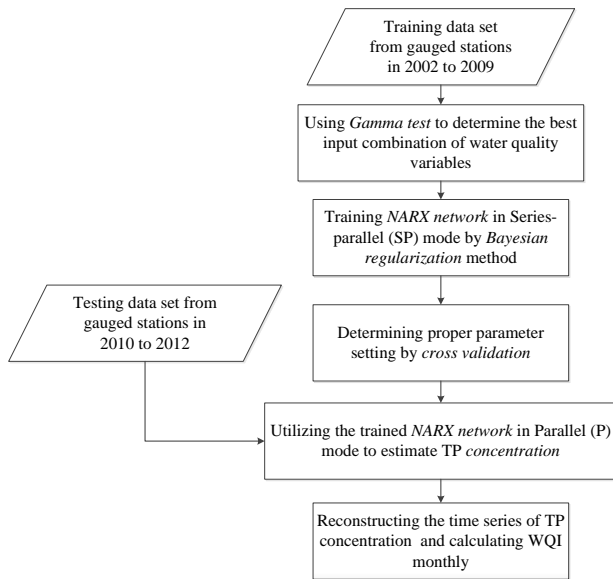 Training data set
from gauged stations
in 2002 to 2009
Using Gamma test to determine the best
input combination of water quality
variables
Training NARX network in Series-
parallel (SP) mode by Bayesian
regularization method
Testing data set from
gauged stations in
2010 to 2012
Determining proper parameter
setting by cross validation
Utilizing the trained NARX network in Parallel (P)
mode to estimate TP concentration
Reconstructing the time series of TP
concentration and calculating WQI
monthly